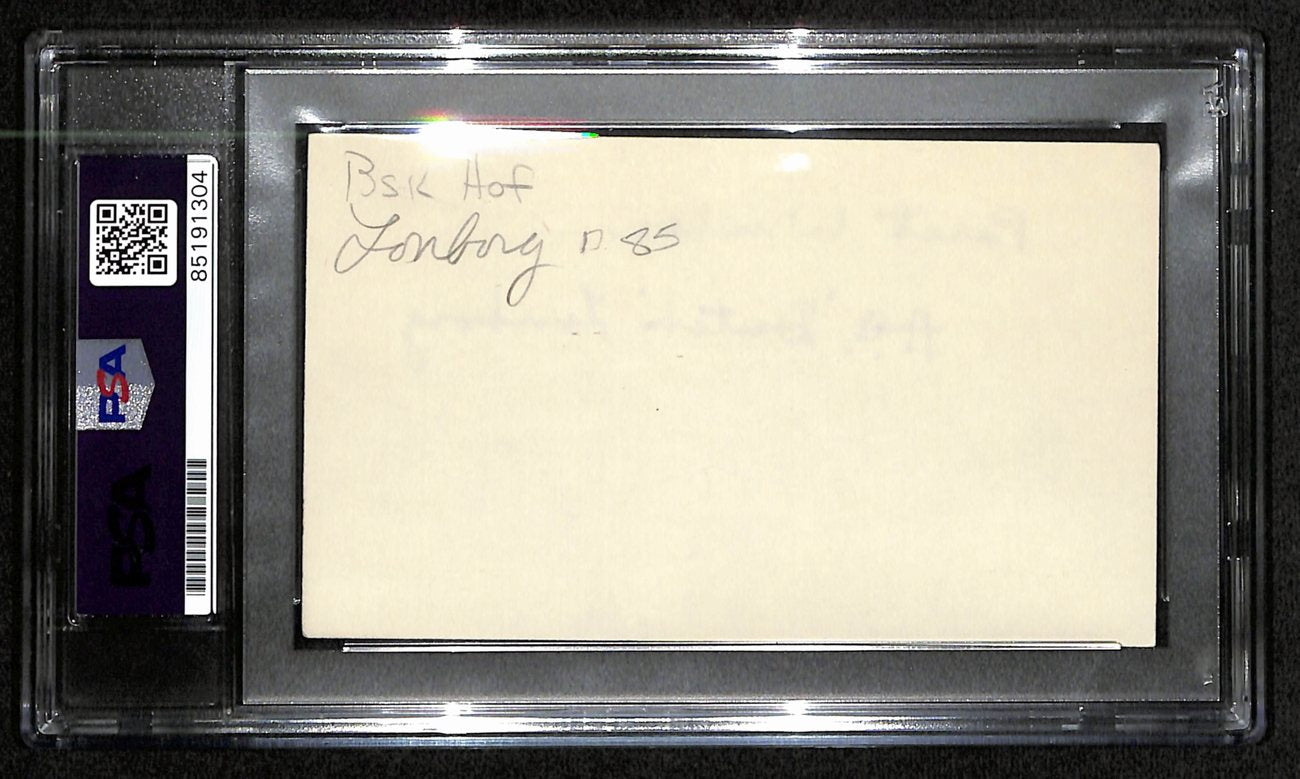 85191304
PSA
PSA
Bsk Hof
Lonborg D. 85